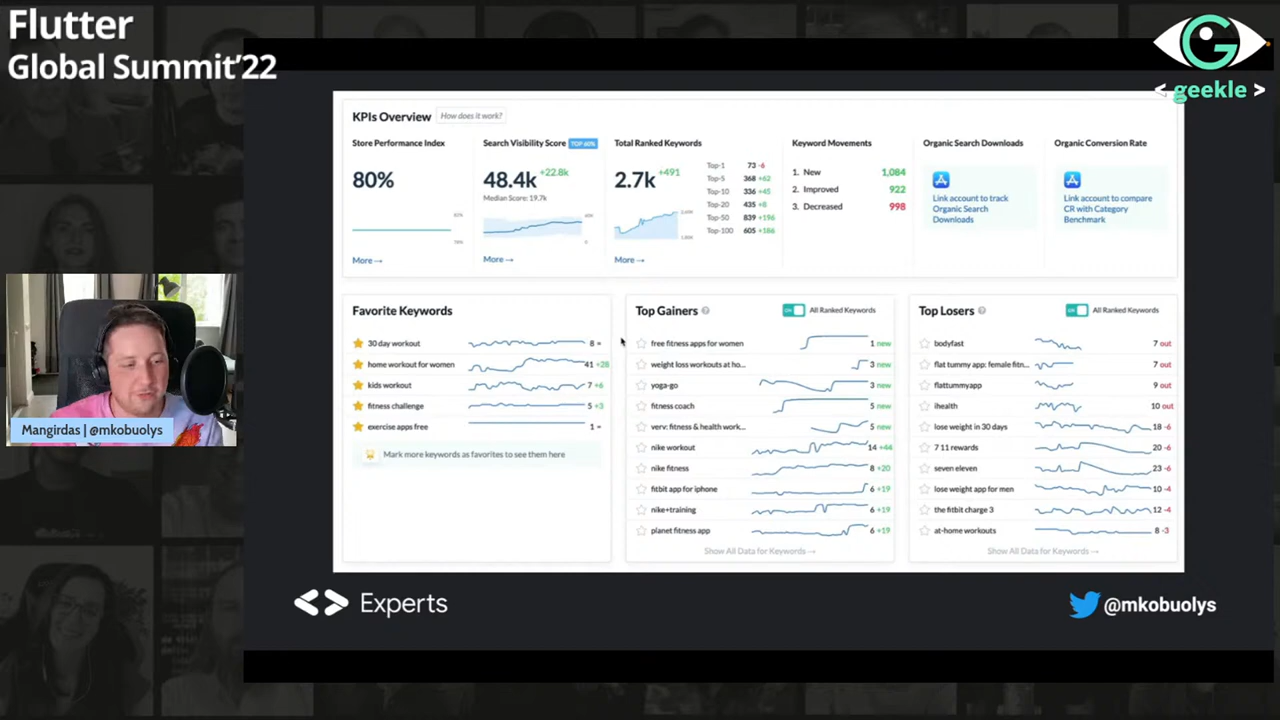 Flutter
Global Summit'22
G
< geekle >
KPIs Overview
How does it work?
Store Performance Index
80%
82%
78%
More→
Search Visibility Score
TOP 60%
48.4k
+22.8k
Median Score: 19.7k
0
More→
Total Ranked Keywords
2.7k
+491
More→
Top-1 73 -6
Top-5 368 +62
Top-10 336 +45
Top-20 435 +8
Top-50 839 +196
Top-100 605 +186
Keyword Movements
1. New 1,084
2. Improved 922
3. Decreased 998
Organic Search Downloads
Link account to track
Organic Search
Downloads
Organic Conversion Rate
Link account to compare
CR with Category
Benchmark
Favorite Keywords
30 day workout 8 =
home workout for women 41 +28
kids workout 7 +6
fitness challenge 5 +3
exercise apps free 1 =
Mark more keywords as favorites to see them here
Top Gainers ?
ON
All Ranked Keywords
free fitness apps for women 1 new
weight loss workouts at ho... 3 new
yoga-go 3 new
fitness coach 5 new
verv: fitness & health work... 5 new
nike workout 14 +44
nike fitness 8 +20
fitbit app for iphone 6 +19
nike+training 6 +19
planet fitness app 6 +19
Show All Data for Keywords →
Top Losers ?
ON
All Ranked Keywords
bodyfast 7 out
flat tummy app: female fitn... 7 out
flattummyapp 9 out
ihealth 10 out
lose weight in 30 days 18 -6
7 11 rewards 20 -6
seven eleven 23 -6
lose weight app for men 10 -4
the fitbit charge 3 12 -4
at-home workouts 8 -3
Show All Data for Keywords →
Mangirdas | @mkobuolys
<> Experts
@mkobuolys